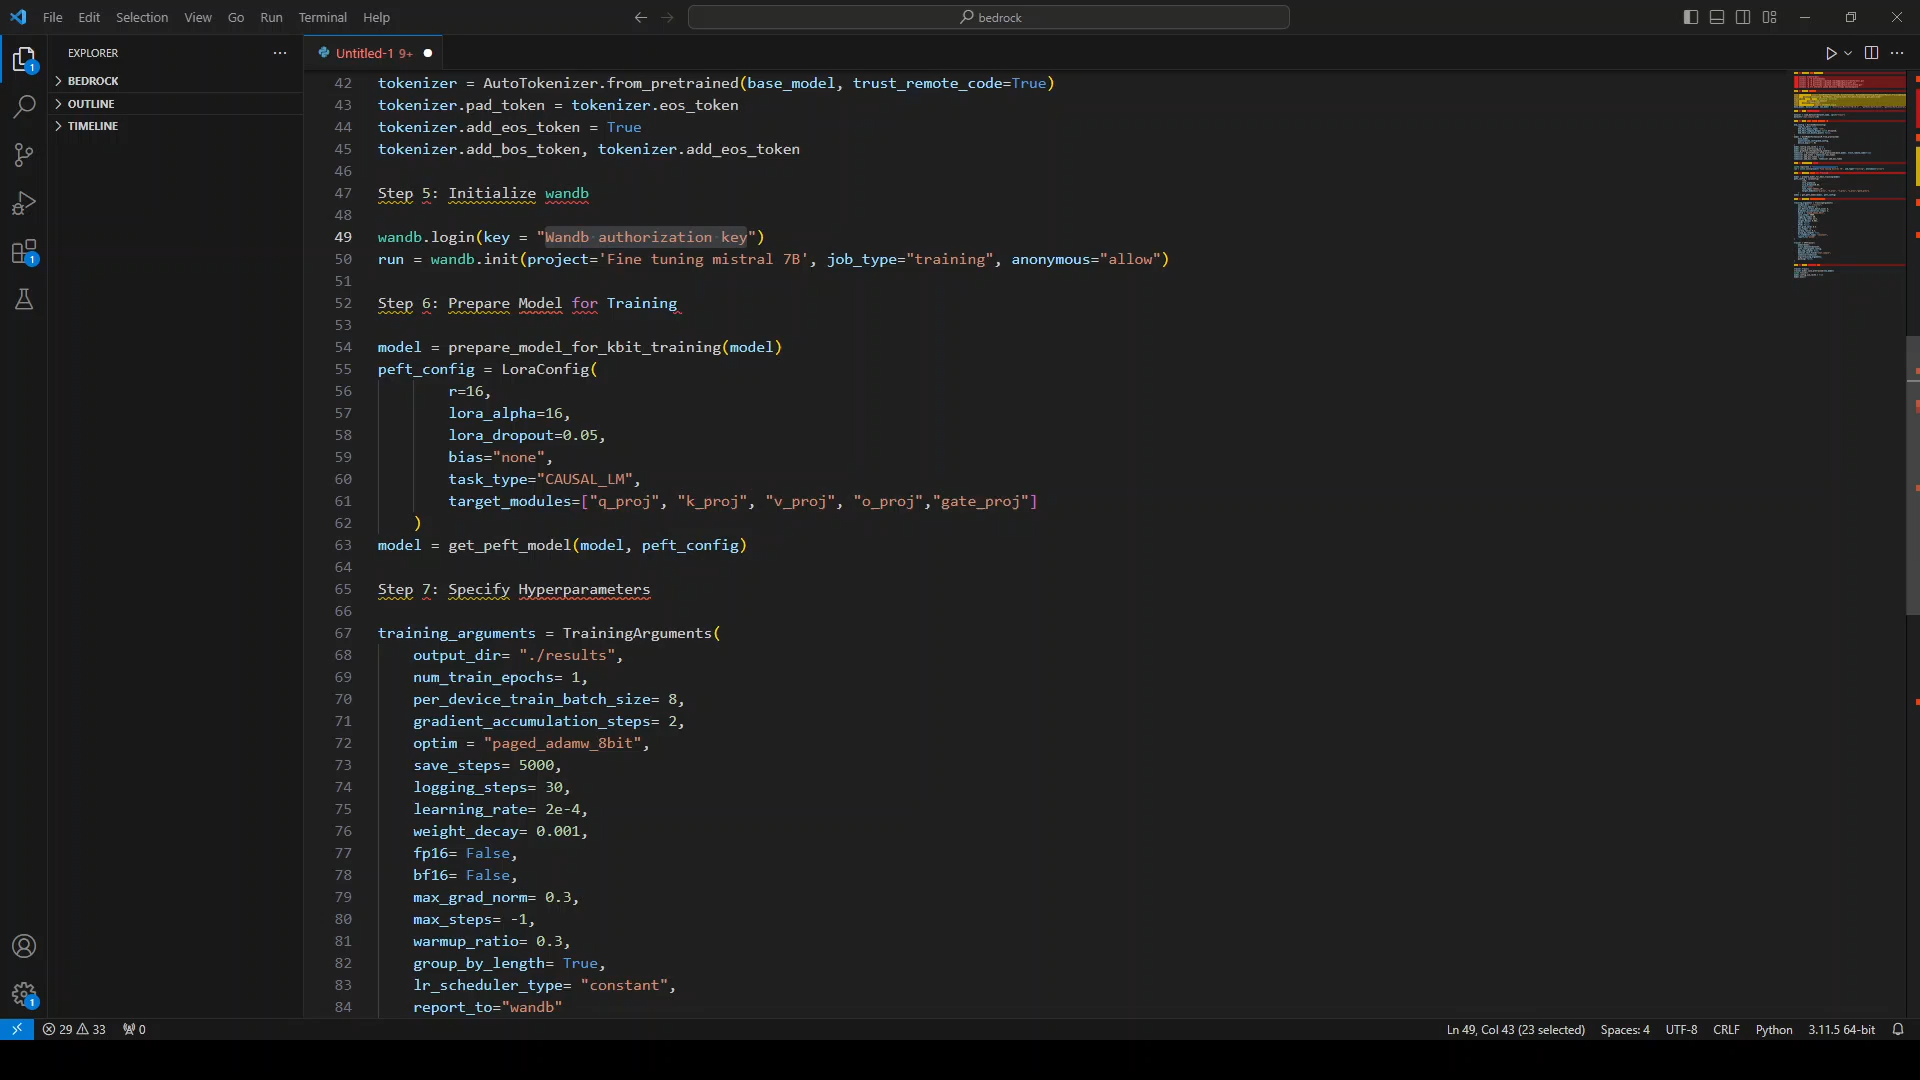 File Edit Selection View Go Run Terminal Help
bedrock
EXPLORER
BEDROCK
OUTLINE
TIMELINE
Untitled-1 9+
42 tokenizer = AutoTokenizer.from_pretrained(base_model, trust_remote_code=True)
43 tokenizer.pad_token = tokenizer.eos_token
44 tokenizer.add_eos_token = True
45 tokenizer.add_bos_token, tokenizer.add_eos_token
46
47 Step 5: Initialize wandb
48
49 wandb.login(key = "Wandb authorization key")
50 run = wandb.init(project='Fine tuning mistral 7B', job_type="training", anonymous="allow")
51
52 Step 6: Prepare Model for Training
53
54 model = prepare_model_for_kbit_training(model)
55 peft_config = LoraConfig(
56 r=16,
57 lora_alpha=16,
58 lora_dropout=0.05,
59 bias="none",
60 task_type="CAUSAL_LM",
61 target_modules=["q_proj", "k_proj", "v_proj", "o_proj","gate_proj"]
62 )
63 model = get_peft_model(model, peft_config)
64
65 Step 7: Specify Hyperparameters
66
67 training_arguments = TrainingArguments(
68 output_dir= "./results",
69 num_train_epochs= 1,
70 per_device_train_batch_size= 8,
71 gradient_accumulation_steps= 2,
72 optim = "paged_adamw_8bit",
73 save_steps= 5000,
74 logging_steps= 30,
75 learning_rate= 2e-4,
76 weight_decay= 0.001,
77 fp16= False,
78 bf16= False,
79 max_grad_norm= 0.3,
80 max_steps= -1,
81 warmup_ratio= 0.3,
82 group_by_length= True,
83 lr_scheduler_type= "constant",
84 report_to="wandb"
1
1
1
29 33 0
Ln 49, Col 43 (23 selected) Spaces: 4 UTF-8 CRLF Python 3.11.5 64-bit